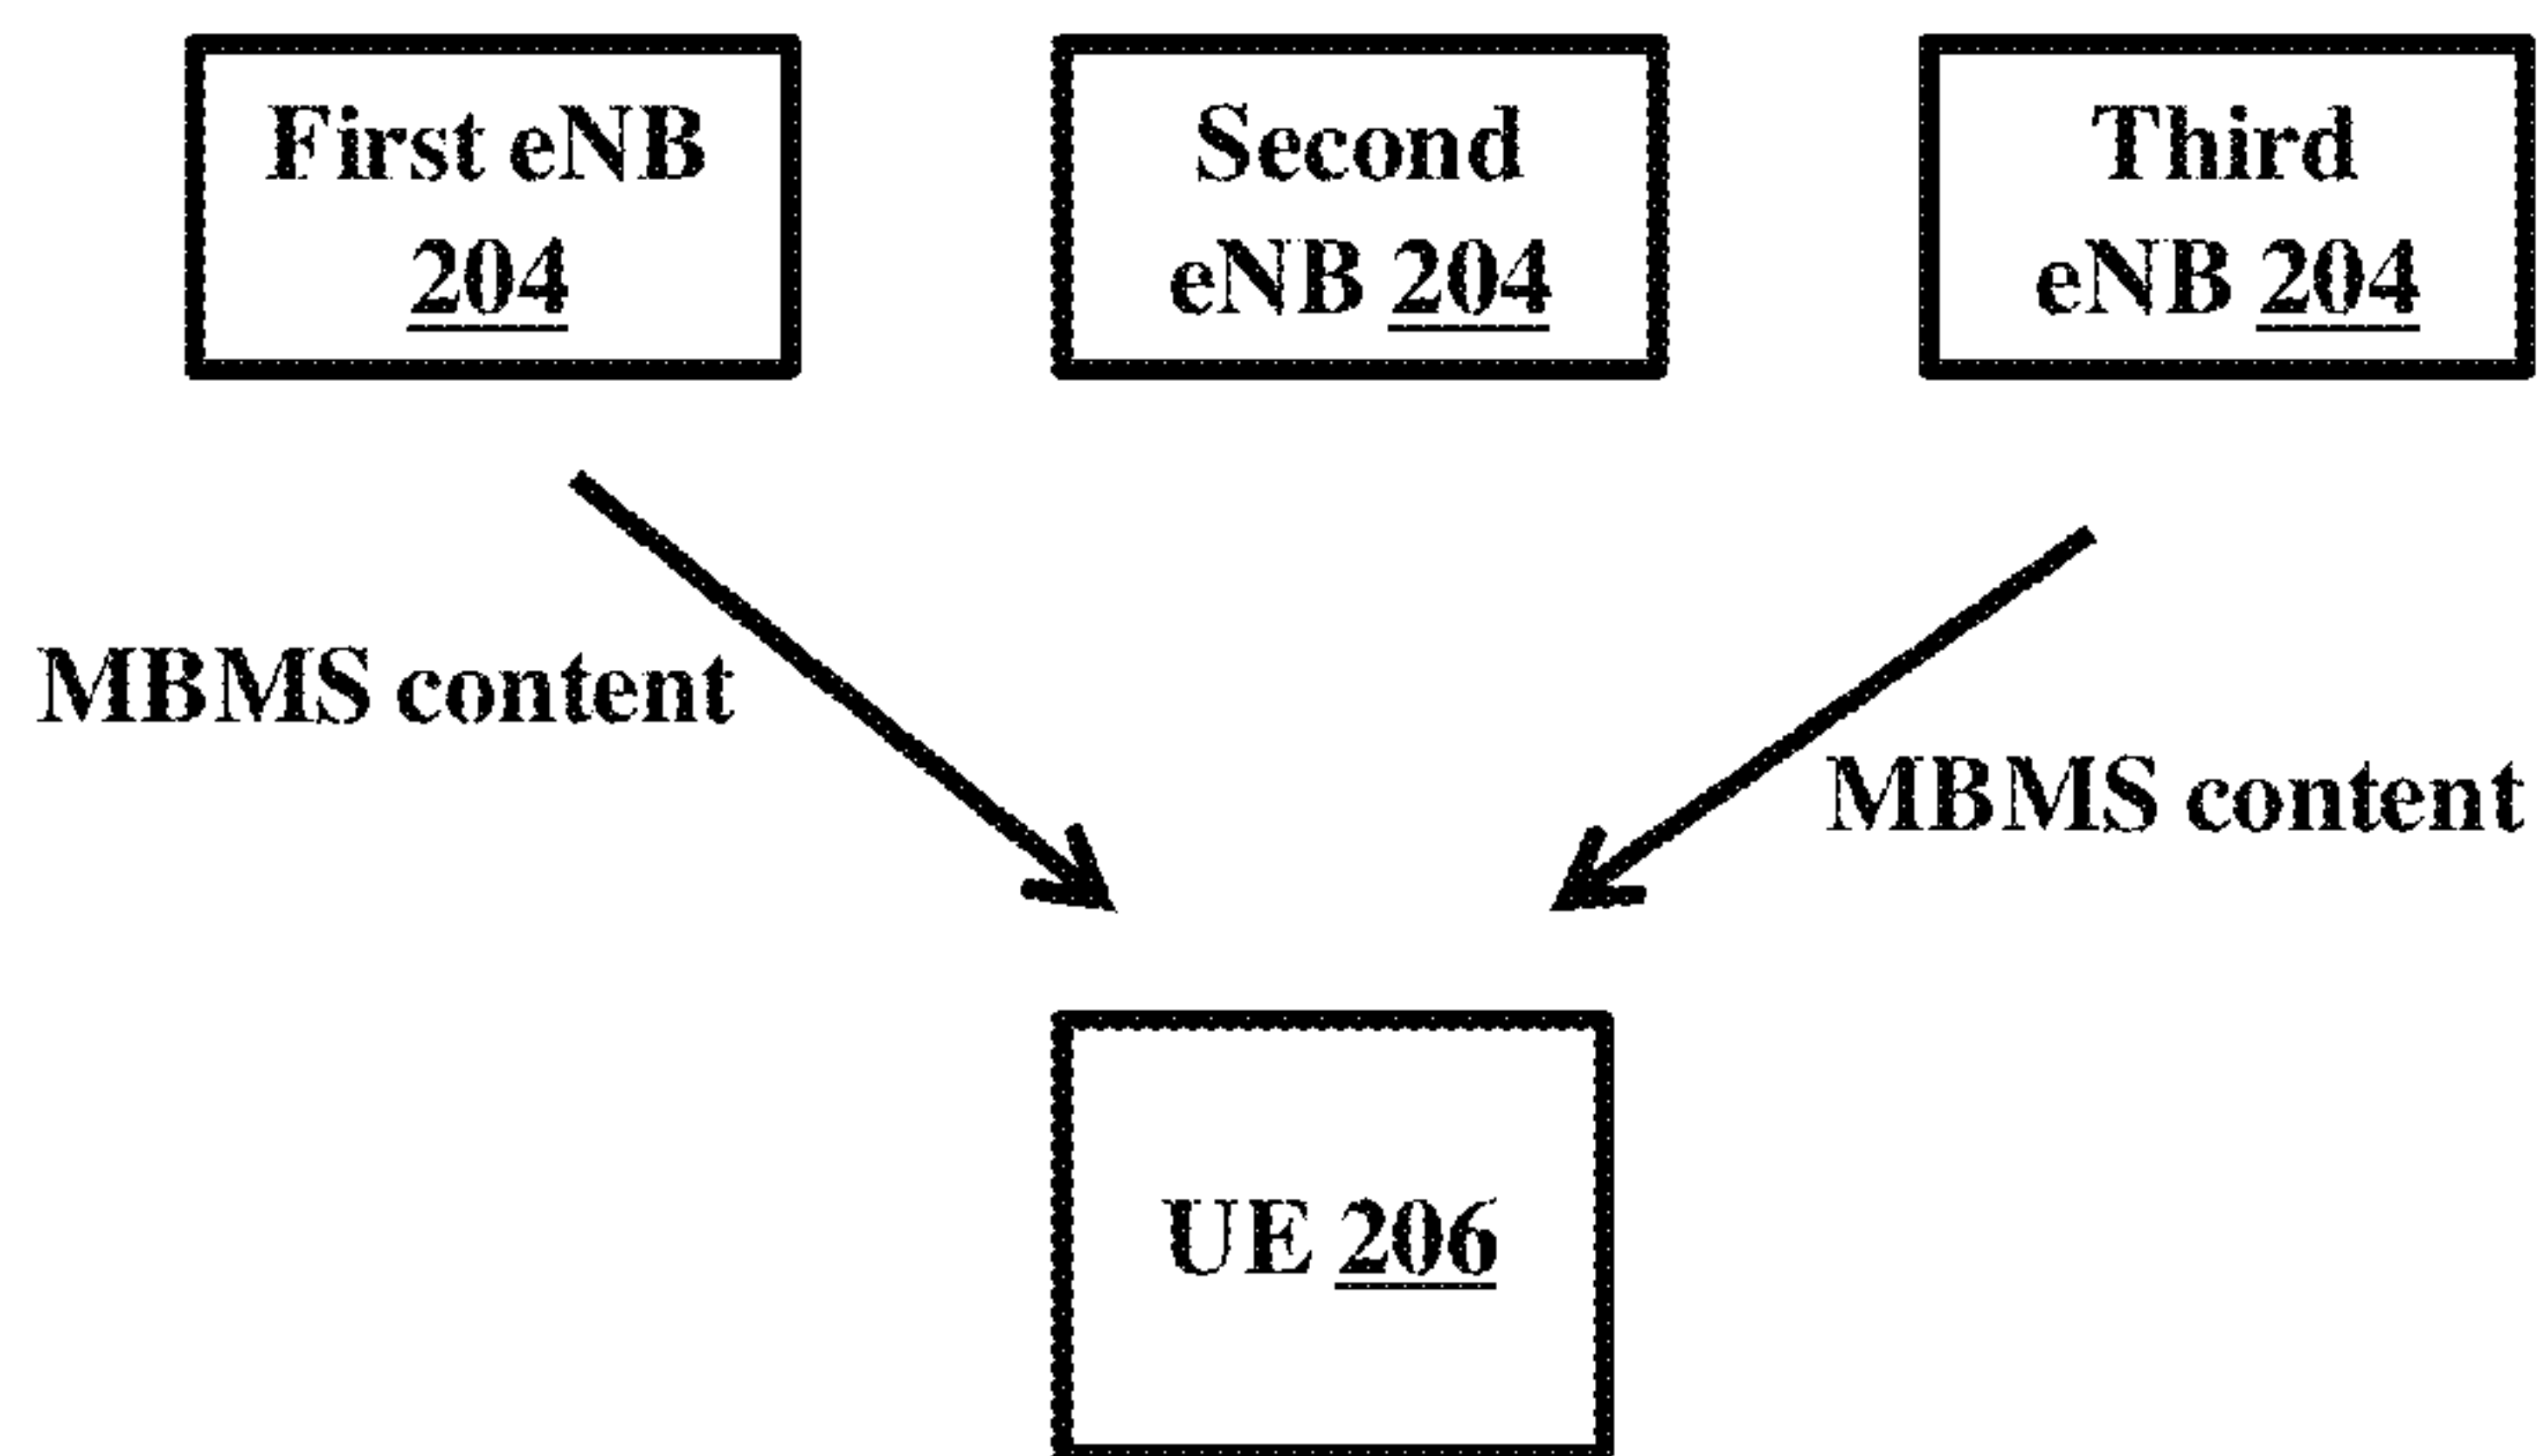 First eNB
204
Second
eNB 204
Third
eNB 204
MBMS content
MBMS content
UE 206